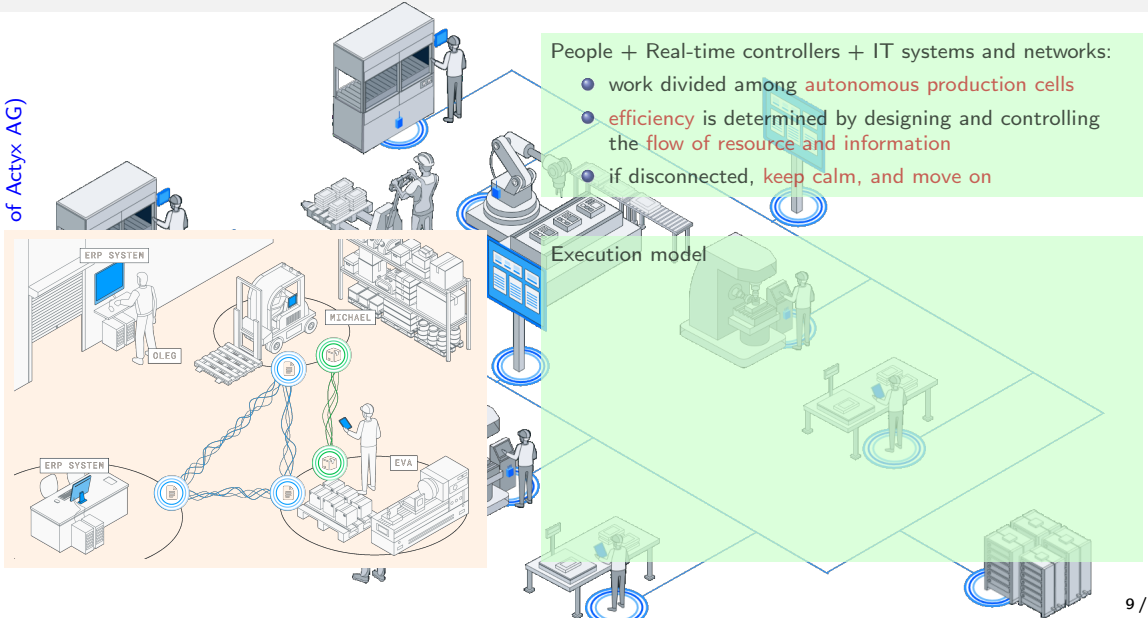 of Actyx AG)
People + Real-time controllers + IT systems and networks:
work divided among autonomous production cells
efficiency is determined by designing and controlling
the flow of resource and information
if disconnected, keep calm, and move on
Execution model
ERP SYSTEM
OLEG
MICHAEL
ERP SYSTEM
EVA
9 /